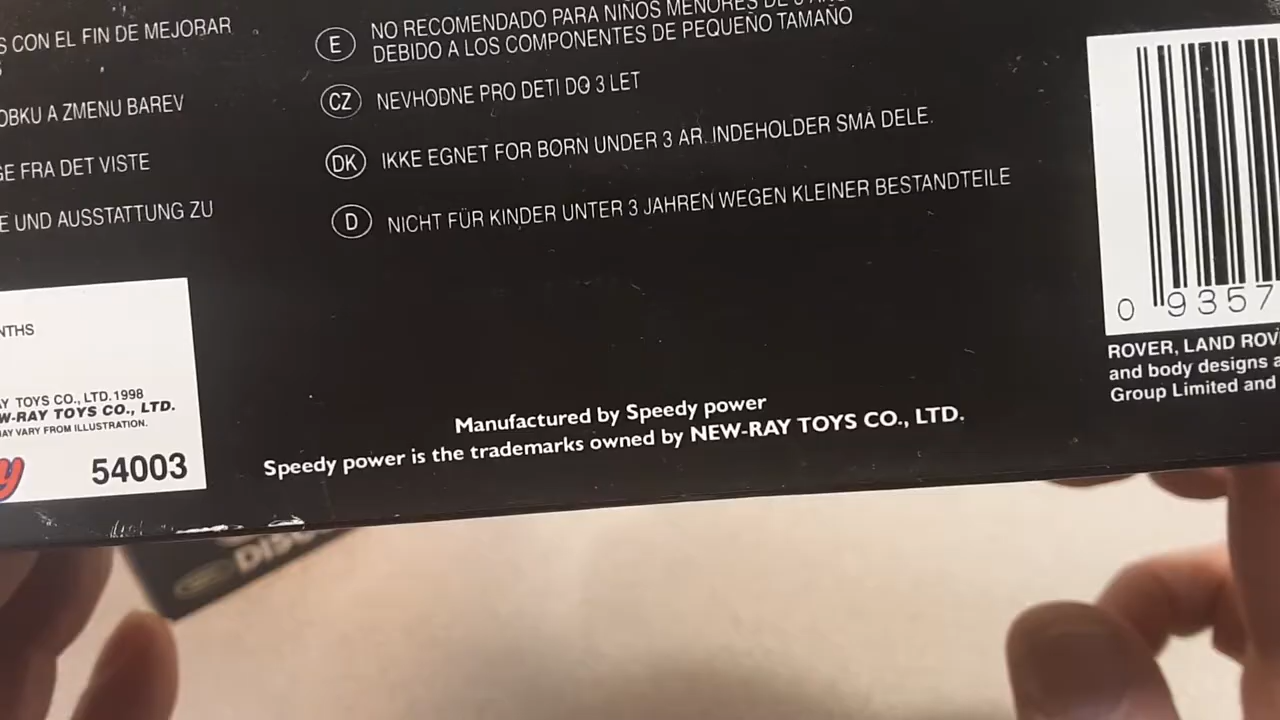 S CON EL FIN DE MEJORAR
OBKU A ZMENU BAREV
GE FRA DET VISTE
E UND AUSSTATTUNG ZU
E NO RECOMENDADO PARA NIÑOS MENORES DE
DEBIDO A LOS COMPONENTES DE PEQUEÑO TAMAÑO
CZ NEVHODNE PRO DETI DO 3 LET
DK IKKE EGNET FOR BORN UNDER 3 AR. INDEHOLDER SMA DELE.
D NICHT FÜR KINDER UNTER 3 JAHREN WEGEN KLEINER BESTANDTEILE
NTHS
AY TOYS CO., LTD. 1998
W-RAY TOYS CO., LTD.
MAY VARY FROM ILLUSTRATION.
y 54003
Manufactured by Speedy power
Speedy power is the trademarks owned by NEW-RAY TOYS CO., LTD.
0 9357
ROVER, LAND ROV
and body designs a
Group Limited and
DIS